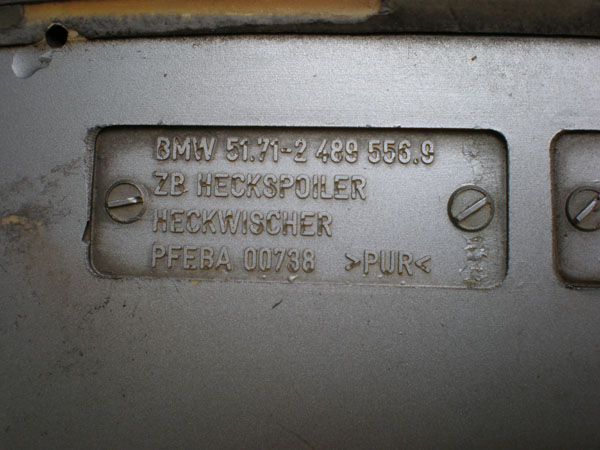 BMW 51.71-2 489 556.9
ZB HECKSPOILER
HECKWISCHER
PFEBA 00738 >PUR<